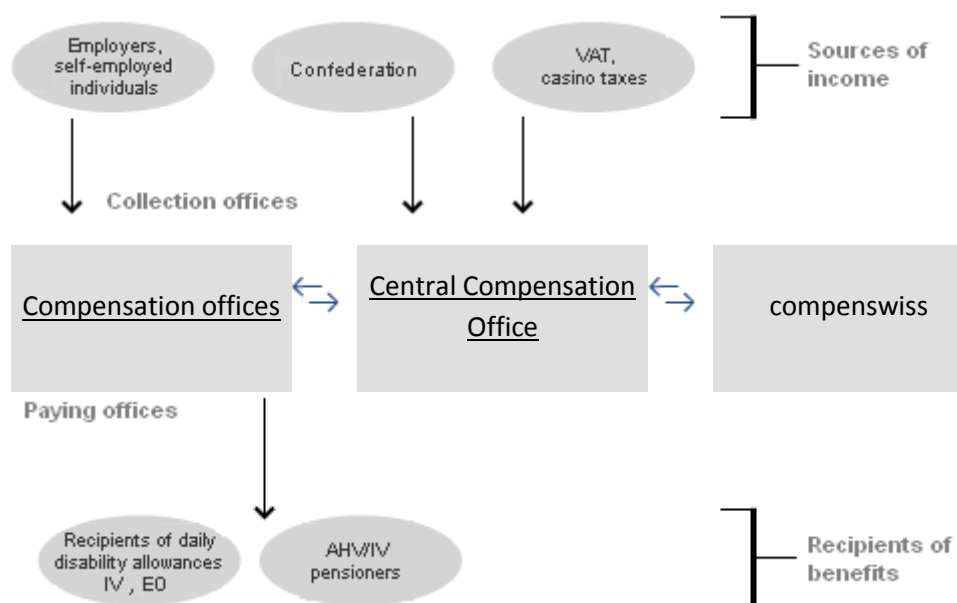 Employers,
self-employed
individuals
Confederation
VAT,
casino taxes
Sources of
income
Collection offices
Compensation offices
Central Compensation
Office
compenswiss
Paying offices
Recipients of daily
disability allowances
IV , EO
AHV/IV
pensioners
Recipients of
benefits